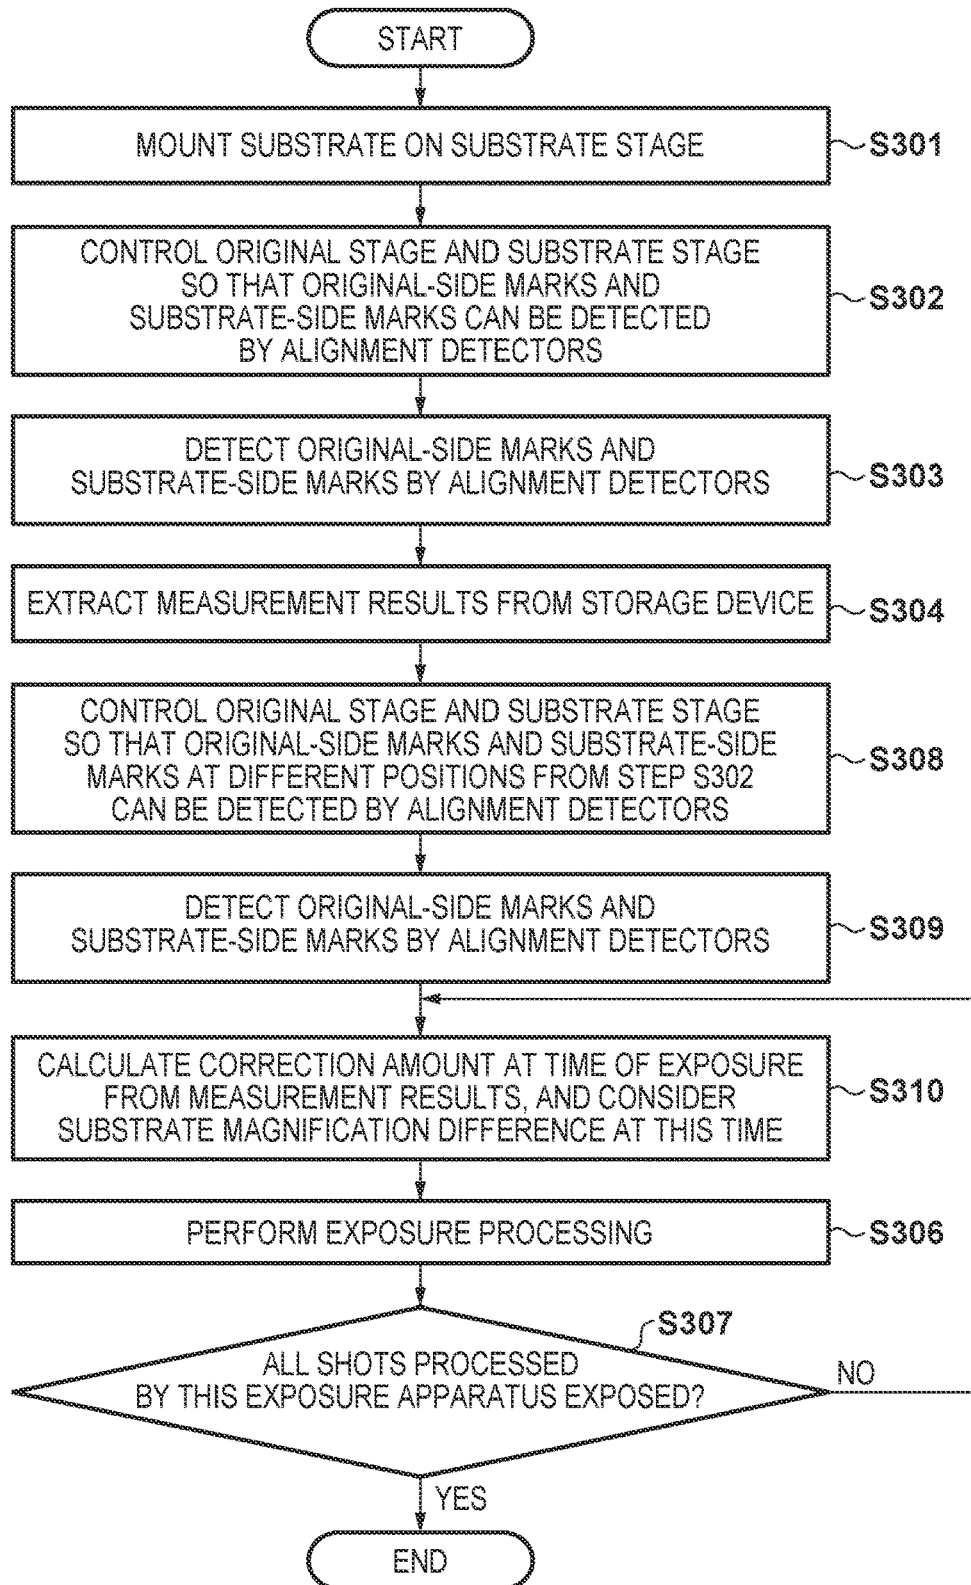 START
MOUNT SUBSTRATE ON SUBSTRATE STAGE
S301
CONTROL ORIGINAL STAGE AND SUBSTRATE STAGE
SO THAT ORIGINAL-SIDE MARKS AND
SUBSTRATE-SIDE MARKS CAN BE DETECTED
BY ALIGNMENT DETECTORS
S302
DETECT ORIGINAL-SIDE MARKS AND
SUBSTRATE-SIDE MARKS BY ALIGNMENT DETECTORS
S303
EXTRACT MEASUREMENT RESULTS FROM STORAGE DEVICE
S304
CONTROL ORIGINAL STAGE AND SUBSTRATE STAGE
SO THAT ORIGINAL-SIDE MARKS AND SUBSTRATE-SIDE
MARKS AT DIFFERENT POSITIONS FROM STEP S302
CAN BE DETECTED BY ALIGNMENT DETECTORS
S308
DETECT ORIGINAL-SIDE MARKS AND
SUBSTRATE-SIDE MARKS BY ALIGNMENT DETECTORS
S309
CALCULATE CORRECTION AMOUNT AT TIME OF EXPOSURE
FROM MEASUREMENT RESULTS, AND CONSIDER
SUBSTRATE MAGNIFICATION DIFFERENCE AT THIS TIME
S310
PERFORM EXPOSURE PROCESSING
S306
S307
ALL SHOTS PROCESSED
BY THIS EXPOSURE APPARATUS EXPOSED?
NO
YES
END